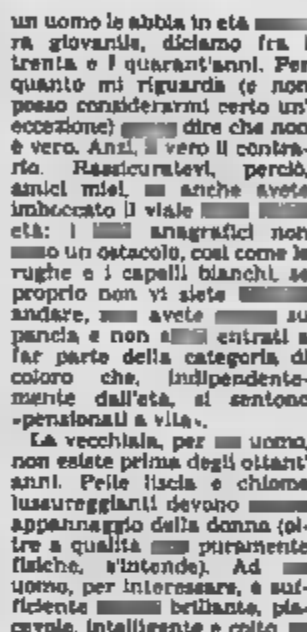 un uomo le abbia in età
ra giovanile, diciamo fra i
trenta e i quarant'anni. Per
quanto mi riguarda (e non
posso considerarmi certo un'
eccezione) dire che non
è vero. Anzi, vero il contra-
rio. Rassicuratevi, perciò,
amici miei, anche avete
imboccato il viale
età: i anagrafici non
o un ostacolo, così come le
rughe e i capelli bianchi, se
proprio non vi siete
andare, avete su
pancia e non entrati a
far parte della categoria di
coloro che, indipendente-
mente dall'età, si sentono
«pensionati a vita».
La vecchiaia, per uomo,
non esiste prima degli ottant'
anni. Pelle liscia e chiome
lussureggianti devono
appannaggio della donna (ol-
tre a qualità puramente
fisiche, s'intende). Ad
uomo, per interessare, è suf-
ficiente brillante, pia-
cevole, intelligente e colto